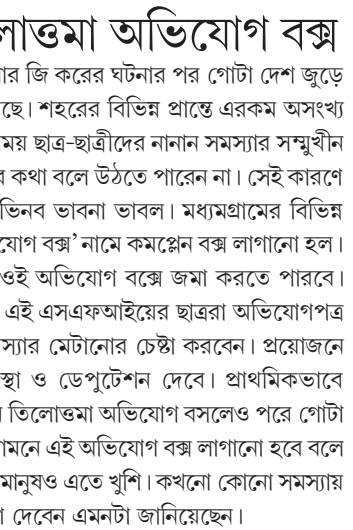 লোত্তমা অভিযোগ বক্স
ার জি করের ঘটনার পর গোটা দেশ জুড়ে
ছে। শহরের বিভিন্ন প্রান্তে এরকম অসংখ্য
ময় ছাত্র-ছাত্রীদের নানান সমস্যার সম্মুখীন
কথা বলে উঠতে পারেন না। সেই কারণে
ভিনব ভাবনা ভাবল। মধ্যমগ্রামের বিভিন্ন
যোগ বক্স’ নামে কমপ্লেন বক্স লাগানো হল।
ওই অভিযোগ বক্সে জমা করতে পারবে।
এই এসএফআইয়ের ছাত্ররা অভিযোগপত্র
স্যার মেটানোর চেষ্টা করবেন। প্রয়োজনে
স্থা ও ডেপুটেশন দেবে। প্রাথমিকভাবে
তিলোত্তমা অভিযোগ বসলেও পরে গোটা
ামনে এই অভিযোগ বক্স লাগানো হবে বলে
মানুষও এতে খুশি। কখনো কোনো সমস্যায়
দেবেন এমনটা জানিয়েছেন।